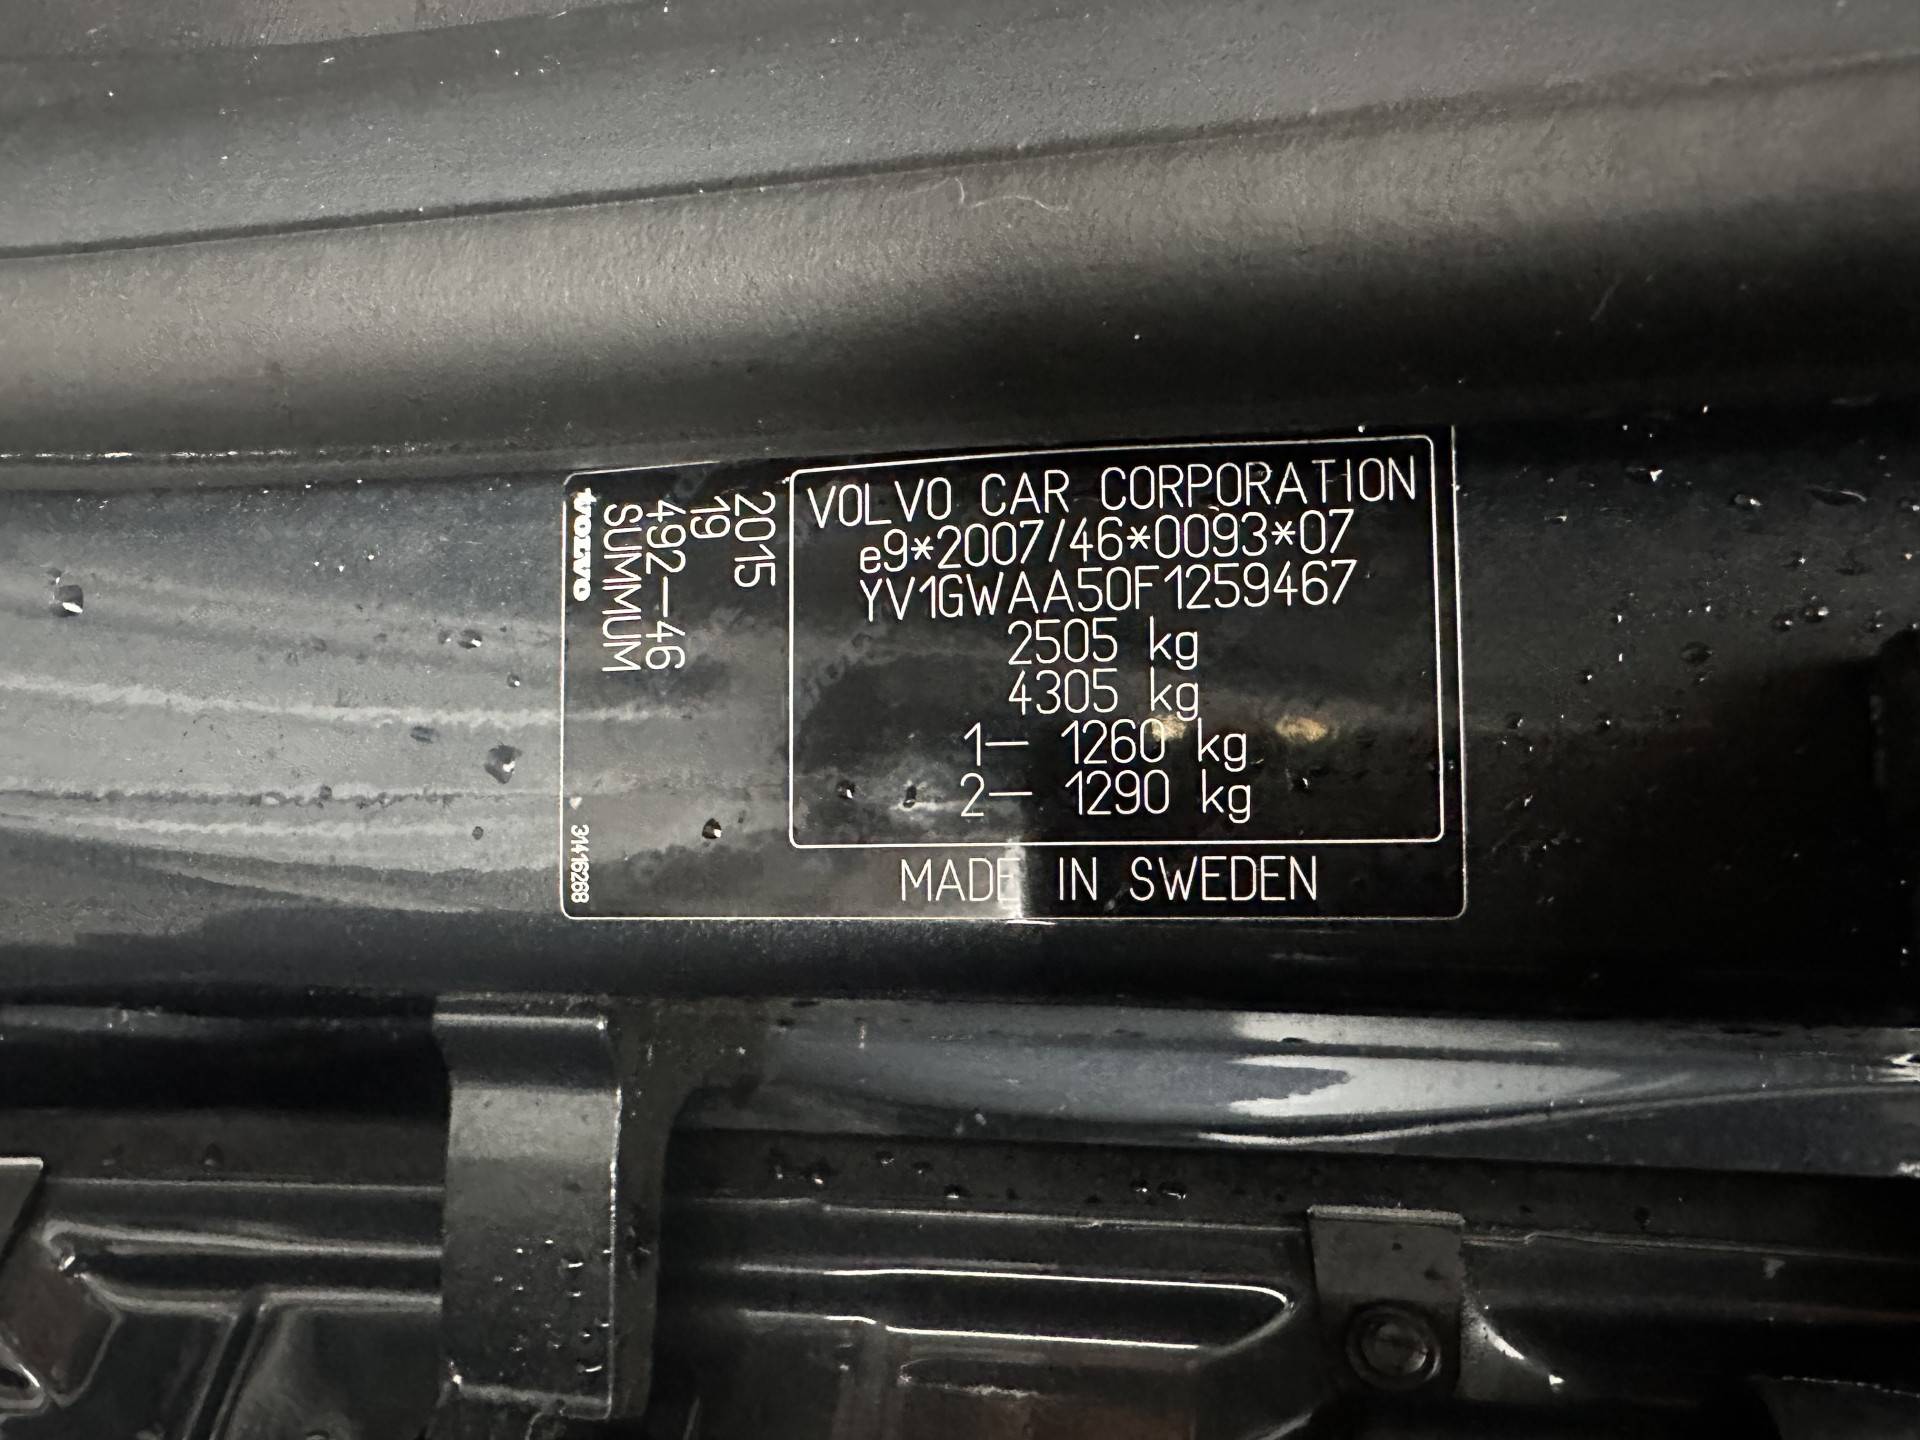 VOLVO CAR CORPORATION
e9*2007/46*0093*07
YV1GWAA50F1259467
2505 kg
4305 kg
1— 1260 kg
2— 1290 kg
MADE IN SWEDEN
2015
19
492-46
SUMMUM
VOLVO
31416268